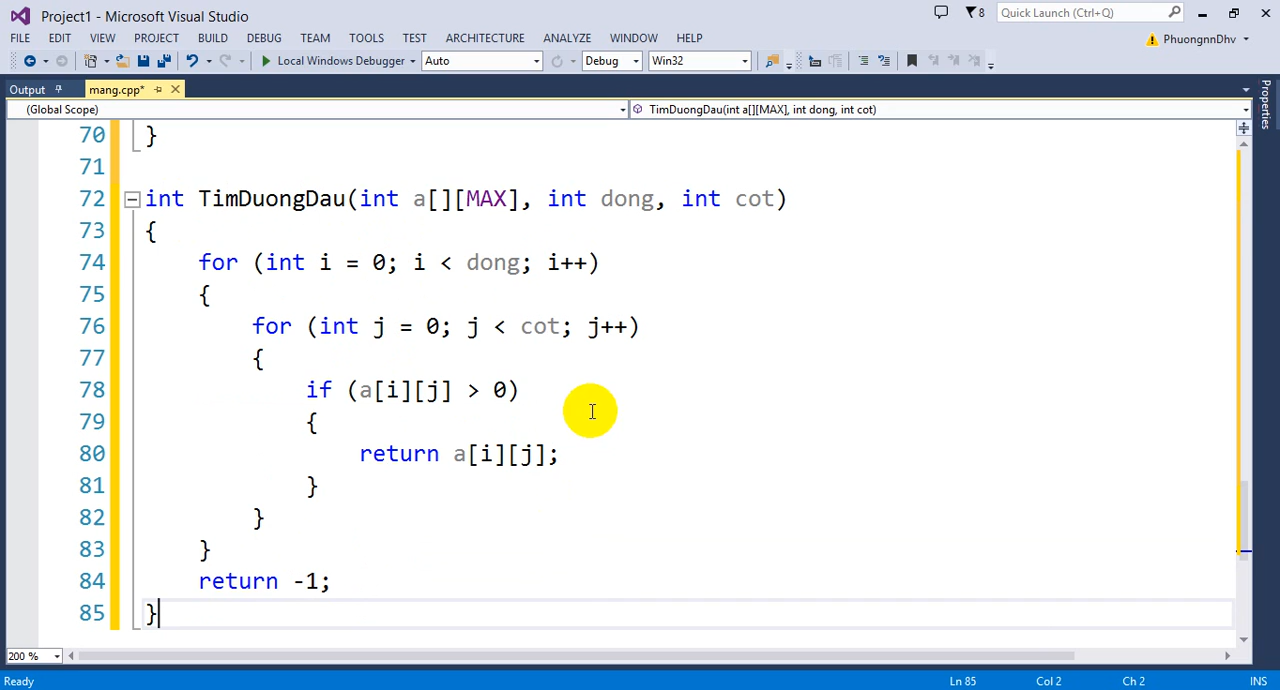 Project1 - Microsoft Visual Studio
8
Quick Launch (Ctrl+Q)
FILE EDIT VIEW PROJECT BUILD DEBUG TEAM TOOLS TEST ARCHITECTURE ANALYZE WINDOW HELP
PhuongnnDhv
Local Windows Debugger Auto Debug Win32
Output mang.cpp*
(Global Scope) TimDuongDau(int a[][MAX], int dong, int cot)
Properties
70 }
71
72 int TimDuongDau(int a[][MAX], int dong, int cot)
73 {
74 for (int i = 0; i < dong; i++)
75 {
76 for (int j = 0; j < cot; j++)
77 {
78 if (a[i][j] > 0)
79 {
80 return a[i][j];
81 }
82 }
83 }
84 return -1;
85 }
200 %
Ready Ln 85 Col 2 Ch 2 INS